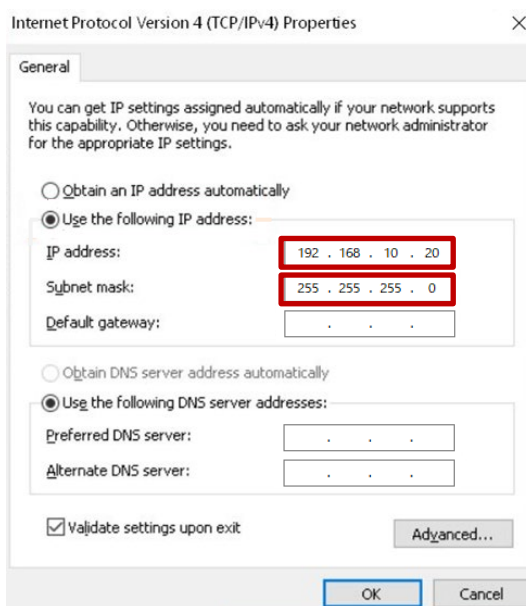 Internet Protocol Version 4 (TCP/IPv4) Properties
General
You can get IP settings assigned automatically if your network supports
this capability. Otherwise, you need to ask your network administrator
for the appropriate IP settings.
Obtain an IP address automatically
Use the following IP address:
IP address: 192 . 168 . 10 . 20
Subnet mask: 255 . 255 . 255 . 0
Default gateway: . . .
Obtain DNS server address automatically
Use the following DNS server addresses:
Preferred DNS server: . . .
Alternate DNS server: . . .
Validate settings upon exit
Advanced...
OK Cancel